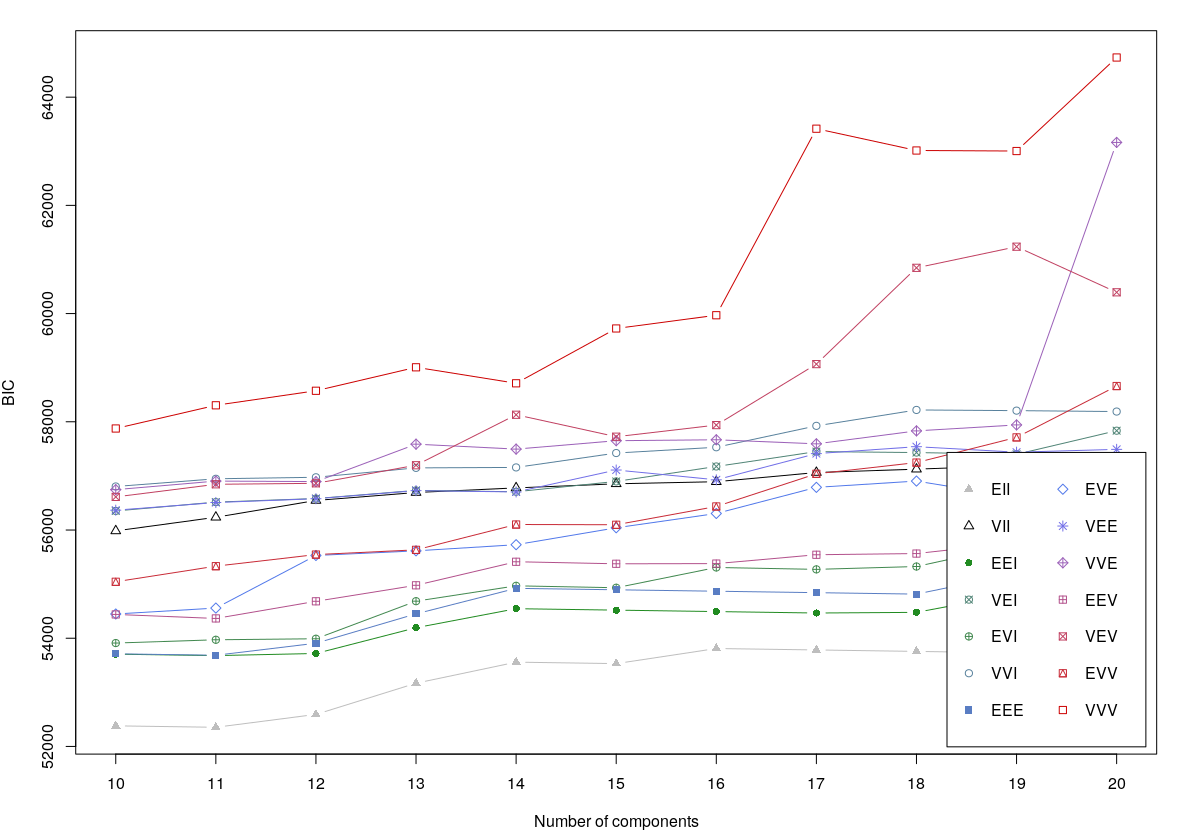 BIC
64000
62000
60000
58000
56000
54000
52000
10 11 12 13 14 15 16 17 18 19 20
Number of components
EII EVE
VII VEE
EEI VVE
VEI EEV
EVI VEV
VVI EVV
EEE VVV